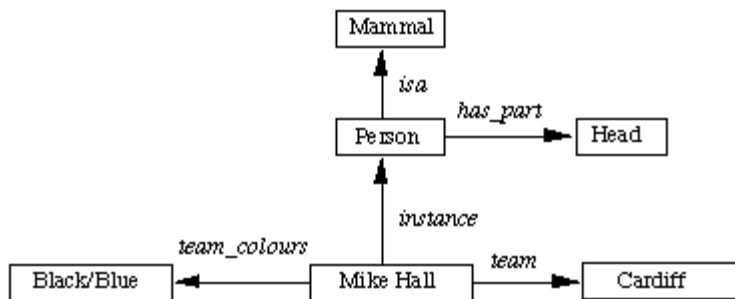 Mammal
isa
has_part
Person
Head
instance
team_colours
team
Black/Blue
Mike Hall
Cardiff